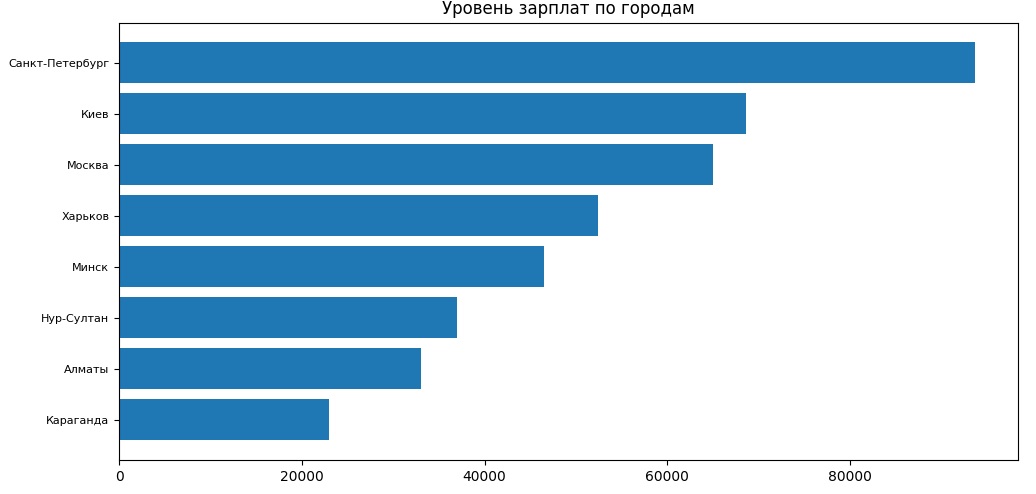 Уровень зарплат по городам
Санкт-Петербург
Киев
Москва
Харьков
Минск
Нур-Султан
Алматы
Караганда
0 20000 40000 60000 80000